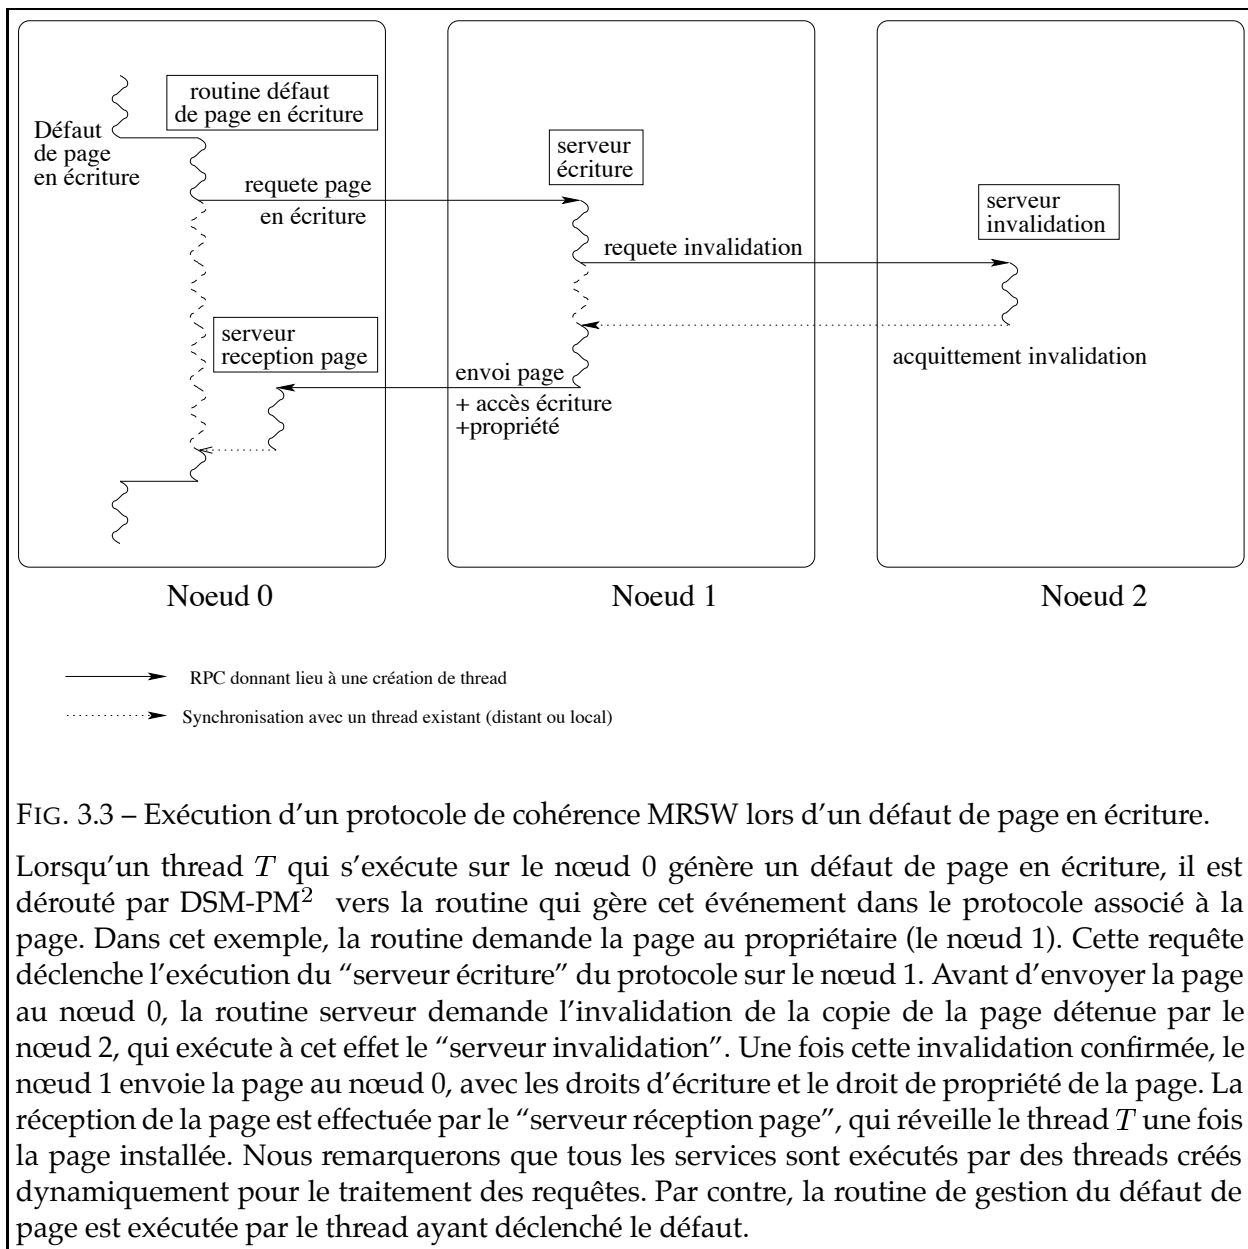 routine défaut
de page en écriture
Défaut
de page
en écriture
requete page
en écriture
serveur
écriture
serveur
invalidation
requete invalidation
serveur
reception page
acquittement invalidation
envoi page
+ accès écriture
+propriété
Noeud 0
Noeud 1
Noeud 2
RPC donnant lieu à une création de thread
Synchronisation avec un thread existant (distant ou local)
FIG. 3.3 – Exécution d'un protocole de cohérence MRSW lors d'un défaut de page en écriture.
Lorsqu'un thread T qui s'exécute sur le nœud 0 génère un défaut de page en écriture, il est
dérouté par DSM-PM² vers la routine qui gère cet événement dans le protocole associé à la
page. Dans cet exemple, la routine demande la page au propriétaire (le nœud 1). Cette requête
déclenche l'exécution du “serveur écriture” du protocole sur le nœud 1. Avant d'envoyer la page
au nœud 0, la routine serveur demande l'invalidation de la copie de la page détenue par le
nœud 2, qui exécute à cet effet le “serveur invalidation”. Une fois cette invalidation confirmée, le
nœud 1 envoie la page au nœud 0, avec les droits d'écriture et le droit de propriété de la page. La
réception de la page est effectuée par le “serveur réception page”, qui réveille le thread T une fois
la page installée. Nous remarquerons que tous les services sont exécutés par des threads créés
dynamiquement pour le traitement des requêtes. Par contre, la routine de gestion du défaut de
page est exécutée par le thread ayant déclenché le défaut.